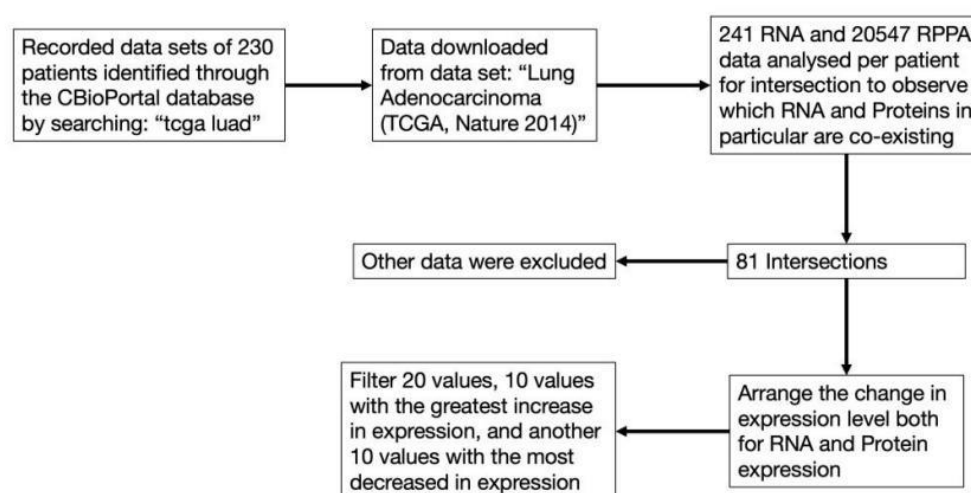 Recorded data sets of 230
patients identified through
the CBioPortal database
by searching: “tcga luad”
Data downloaded
from data set: “Lung
Adenocarcinoma
(TCGA, Nature 2014)”
241 RNA and 20547 RPPA
data analysed per patient
for intersection to observe
which RNA and Proteins in
particular are co-existing
Other data were excluded
81 Intersections
Filter 20 values, 10 values
with the greatest increase
in expression, and another
10 values with the most
decreased in expression
Arrange the change in
expression level both
for RNA and Protein
expression